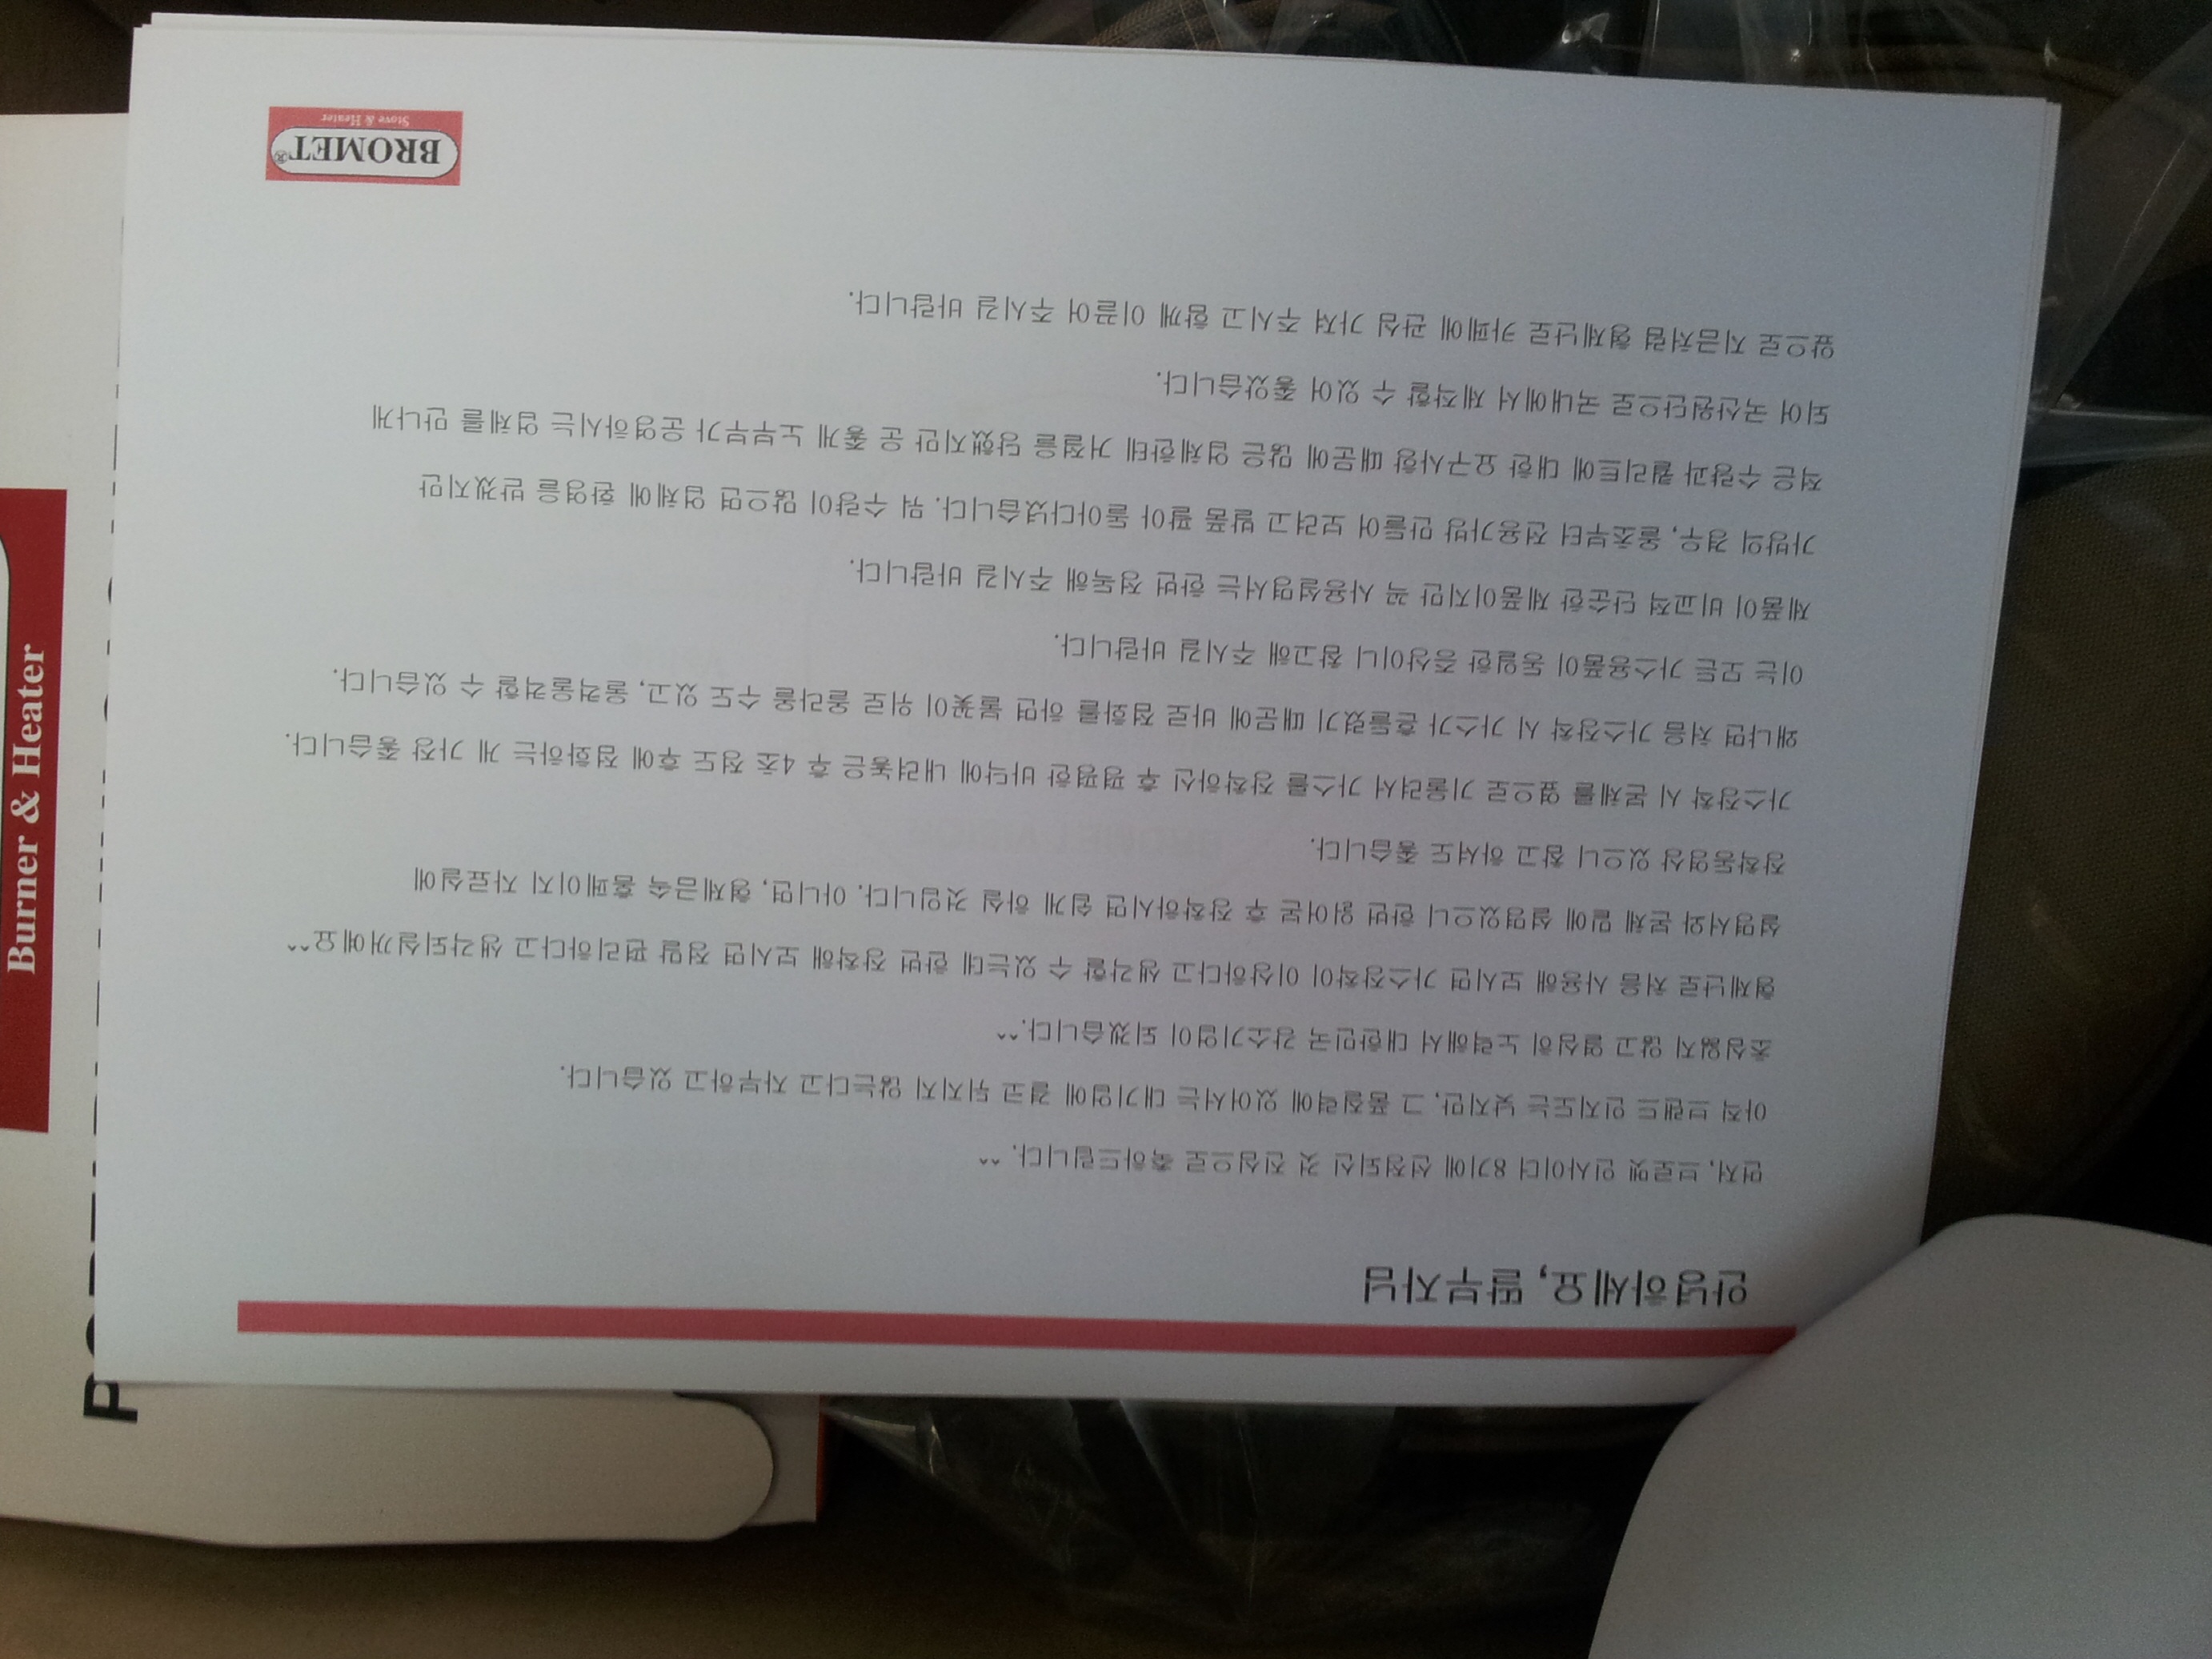 안녕하세요, 딸부자님
먼저, 브로멧 인사이더 8기에 선정되신 것 진심으로 축하드립니다. ^^
아직 브랜드 인지도는 낮지만, 그 품질력에 있어서는 대기업에 결코 뒤지지 않는다고 자부하고 있습니다.
초심잃지 않고 열심히 노력해서 대한민국 강소기업이 되겠습니다.^^
형제난로 처음 사용해 보시면 가스장착이 이상하다고 생각할 수 있는데 한번 장착해 보시면 정말 편리하다고 생각되실개에요^^
설명서와 본체 밑에 설명있으니 한번 읽어본 후 장착하시면 쉽게 하실 것입니다. 아니면, 형제금속 홈페이지 자료실에
장착동영상 있으니 참고 하셔도 좋습니다.
가스장착 시 본체를 옆으로 기울려서 가스를 장착하신 후 평평한 바닥에 내려놓은 후 4초 정도 후에 점화하는 게 가장 좋습니다.
왜냐면 처음 가스장착 시 가스가 흔들렸기 때문에 바로 점화를 하면 불꽃이 위로 올라올 수도 있고, 울컥울컥할 수 있습니다.
이는 모든 가스용품이 동일한 증상이니 참고해 주시길 바랍니다.
제품이 비교적 단순한 제품이지만 꼭 사용설명서는 한번 정독해 주시길 바랍니다.
가방의 경우, 올초부터 전용가방 만들어 보려고 발품 팔아 돌아다녔습니다. 뭐 수량이 많으면 업체에 환영을 받겠지만
적은 수량과 퀄리트에 대한 요구사항 때문에 많은 업체한테 거절을 당했지만 운 좋게 노부부가 운영하시는 업체를 만나게
되어 국산원단으로 국내에서 제작할 수 있어 좋았습니다.
앞으로 지금처럼 형제난로 카페에 관심 가져 주시고 함께 이끌어 주시길 바랍니다.
BROMET®
Stove & Heater
Burner & Heater